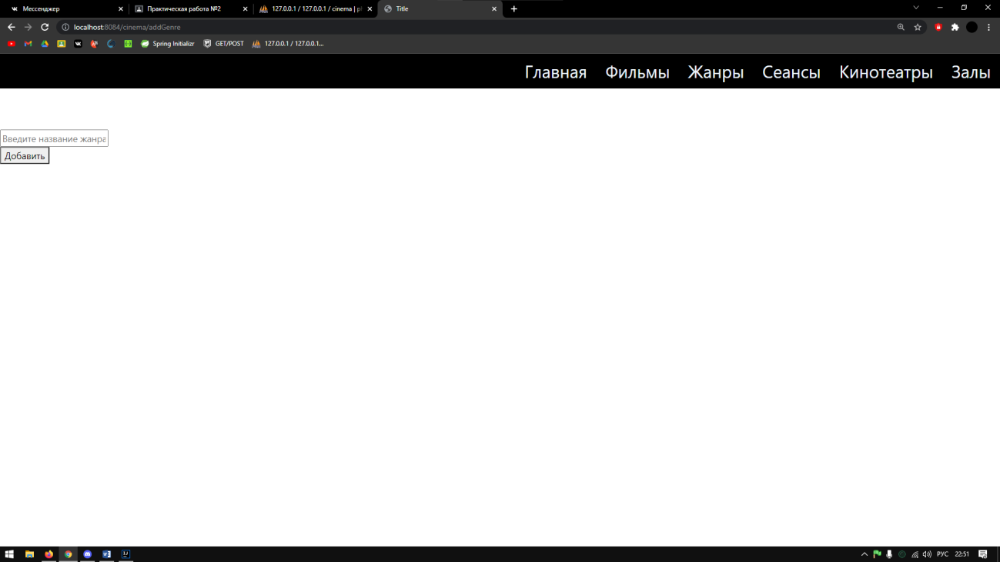 Мессенджер Практическая работа №2 127.0.0.1 / 127.0.0.1 / cinema | ph Title
localhost:8084/cinema/addGenre
Spring Initializr GET/POST 127.0.0.1 / 127.0.0.1...
Главная Фильмы Жанры Сеансы Кинотеатры Залы
Введите название жанра
Добавить
РУС 22:51